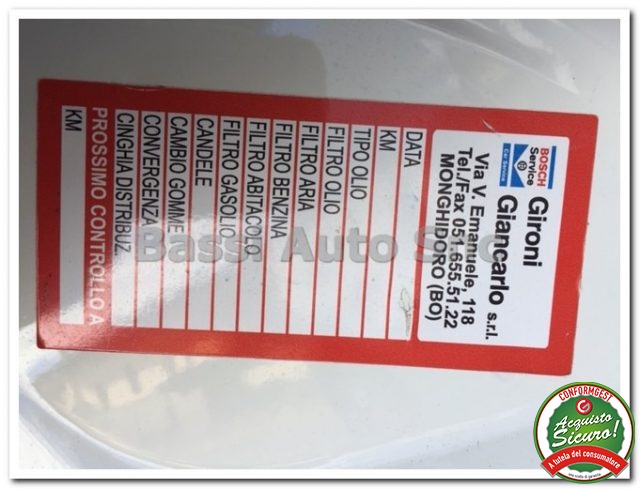 BOSCH
Service
Car Service
Gironi
Giancarlo s.r.l.
Via V. Emanuele, 118
Tel./Fax 051.655.51.22
MONGHIDORO (BO)
DATA
KM
TIPO OLIO
FILTRO OLIO
FILTRO ARIA
FILTRO BENZINA
FILTRO ABITACOLO
FILTRO GASOLIO
CANDELE
CAMBIO GOMME
CONVERGENZA
CINGHIA DISTRIBUZ.
PROSSIMO CONTROLLO A
KM
Bassi Auto
CONFORMGEST
Acquisto
Sicuro!
A tutela del consumatore